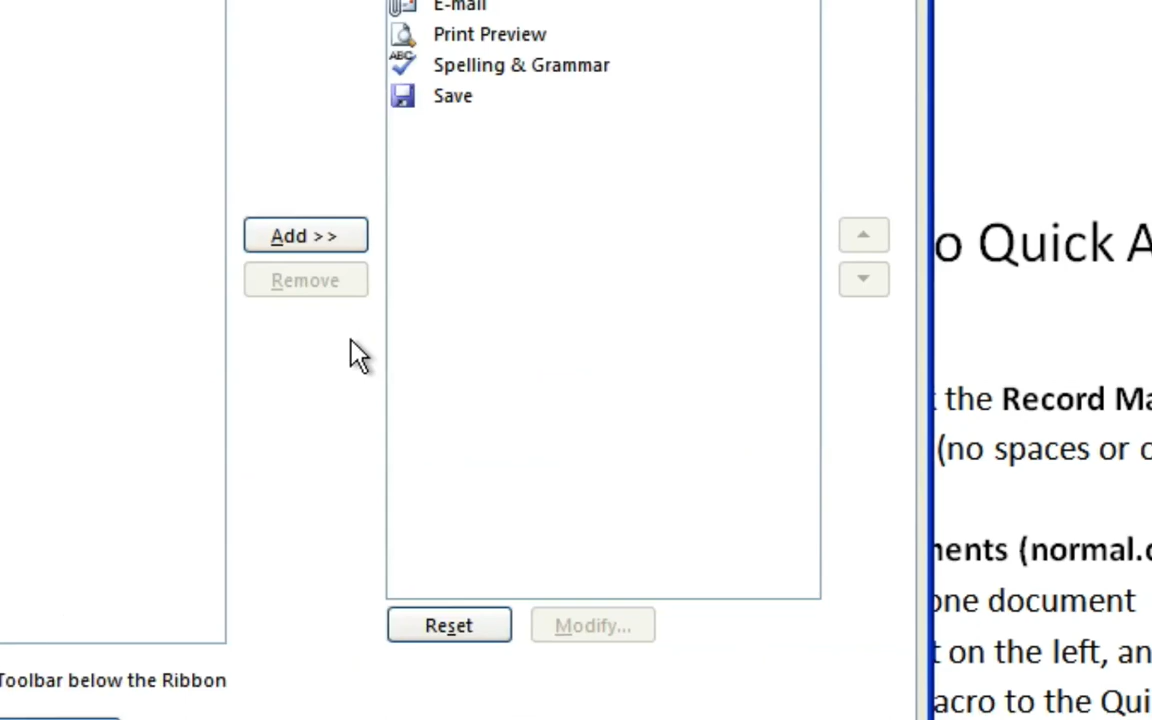 E-mail
Print Preview
ABC
Spelling & Grammar
Save
Add >>
Remove
Reset
Modify...
Toolbar below the Ribbon
o Quick A
the Record Ma
(no spaces or
ents (normal.
one document
t on the left, an
acro to the Qui